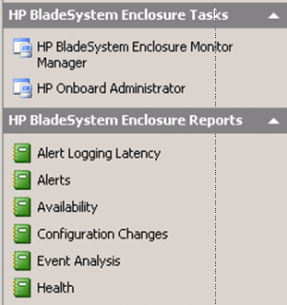 HP BladeSystem Enclosure Tasks
HP BladeSystem Enclosure Monitor
Manager
HP Onboard Administrator
HP BladeSystem Enclosure Reports
Alert Logging Latency
Alerts
Availability
Configuration Changes
Event Analysis
Health